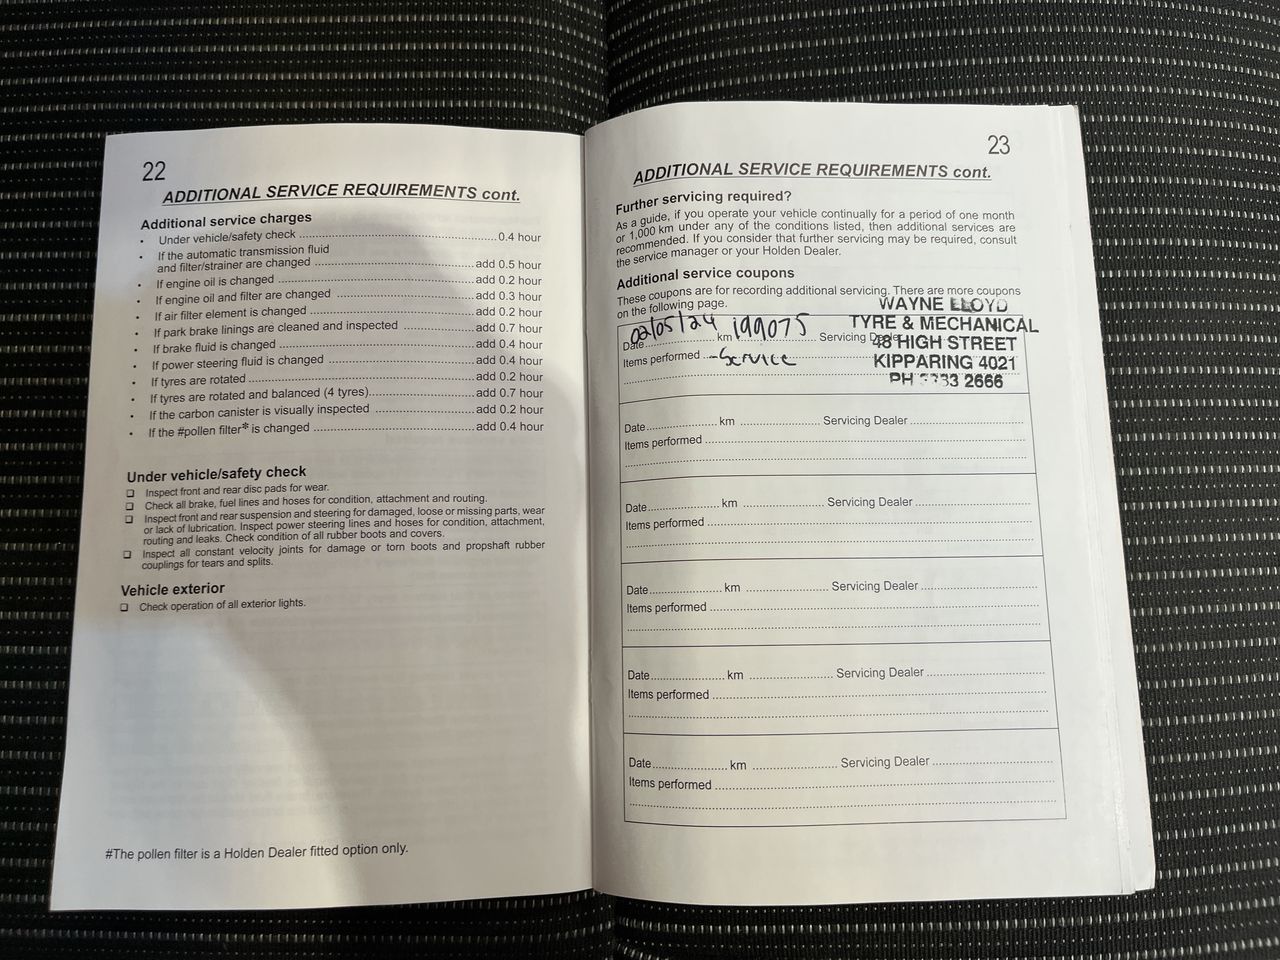 22
ADDITIONAL SERVICE REQUIREMENTS cont.
Additional service charges
• Under vehicle/safety check ............ 0.4 hour
• If the automatic transmission fluid
and filter/strainer are changed ............ add 0.5 hour
• If engine oil is changed ............ add 0.2 hour
• If engine oil and filter are changed ............ add 0.3 hour
• If air filter element is changed ............ add 0.2 hour
• If park brake linings are cleaned and inspected ............ add 0.7 hour
• If brake fluid is changed ............ add 0.4 hour
• If power steering fluid is changed ............ add 0.4 hour
• If tyres are rotated ............ add 0.2 hour
• If tyres are rotated and balanced (4 tyres) ............ add 0.7 hour
• If the carbon canister is visually inspected ............ add 0.2 hour
• If the #pollen filter* is changed ............ add 0.4 hour
Under vehicle/safety check
❑ Inspect front and rear disc pads for wear.
❑ Check all brake, fuel lines and hoses for condition, attachment and routing.
❑ Inspect front and rear suspension and steering for damaged, loose or missing parts, wear
or lack of lubrication. Inspect power steering lines and hoses for condition, attachment,
routing and leaks. Check condition of all rubber boots and covers.
❑ Inspect all constant velocity joints for damage or torn boots and propshaft rubber
couplings for tears and splits.
Vehicle exterior
❑ Check operation of all exterior lights.
#The pollen filter is a Holden Dealer fitted option only.
23
ADDITIONAL SERVICE REQUIREMENTS cont.
Further servicing required?
As a guide, if you operate your vehicle continually for a period of one month
or 1,000 km under any of the conditions listed, then additional services are
recommended. If you consider that further servicing may be required, consult
the service manager or your Holden Dealer.
Additional service coupons
These coupons are for recording additional servicing. There are more coupons
on the following page.
WAYNE LLOYD
TYRE & MECHANICAL
48 HIGH STREET
KIPPARING 4021
PH 2666
Date 02/05/24 km 199075 Servicing Dealer
Items performed - Service
Date ............ km ............ Servicing Dealer ............
Items performed ............
Date ............ km ............ Servicing Dealer ............
Items performed ............
Date ............ km ............ Servicing Dealer ............
Items performed ............
Date ............ km ............ Servicing Dealer ............
Items performed ............
Date ............ km ............ Servicing Dealer ............
Items performed ............